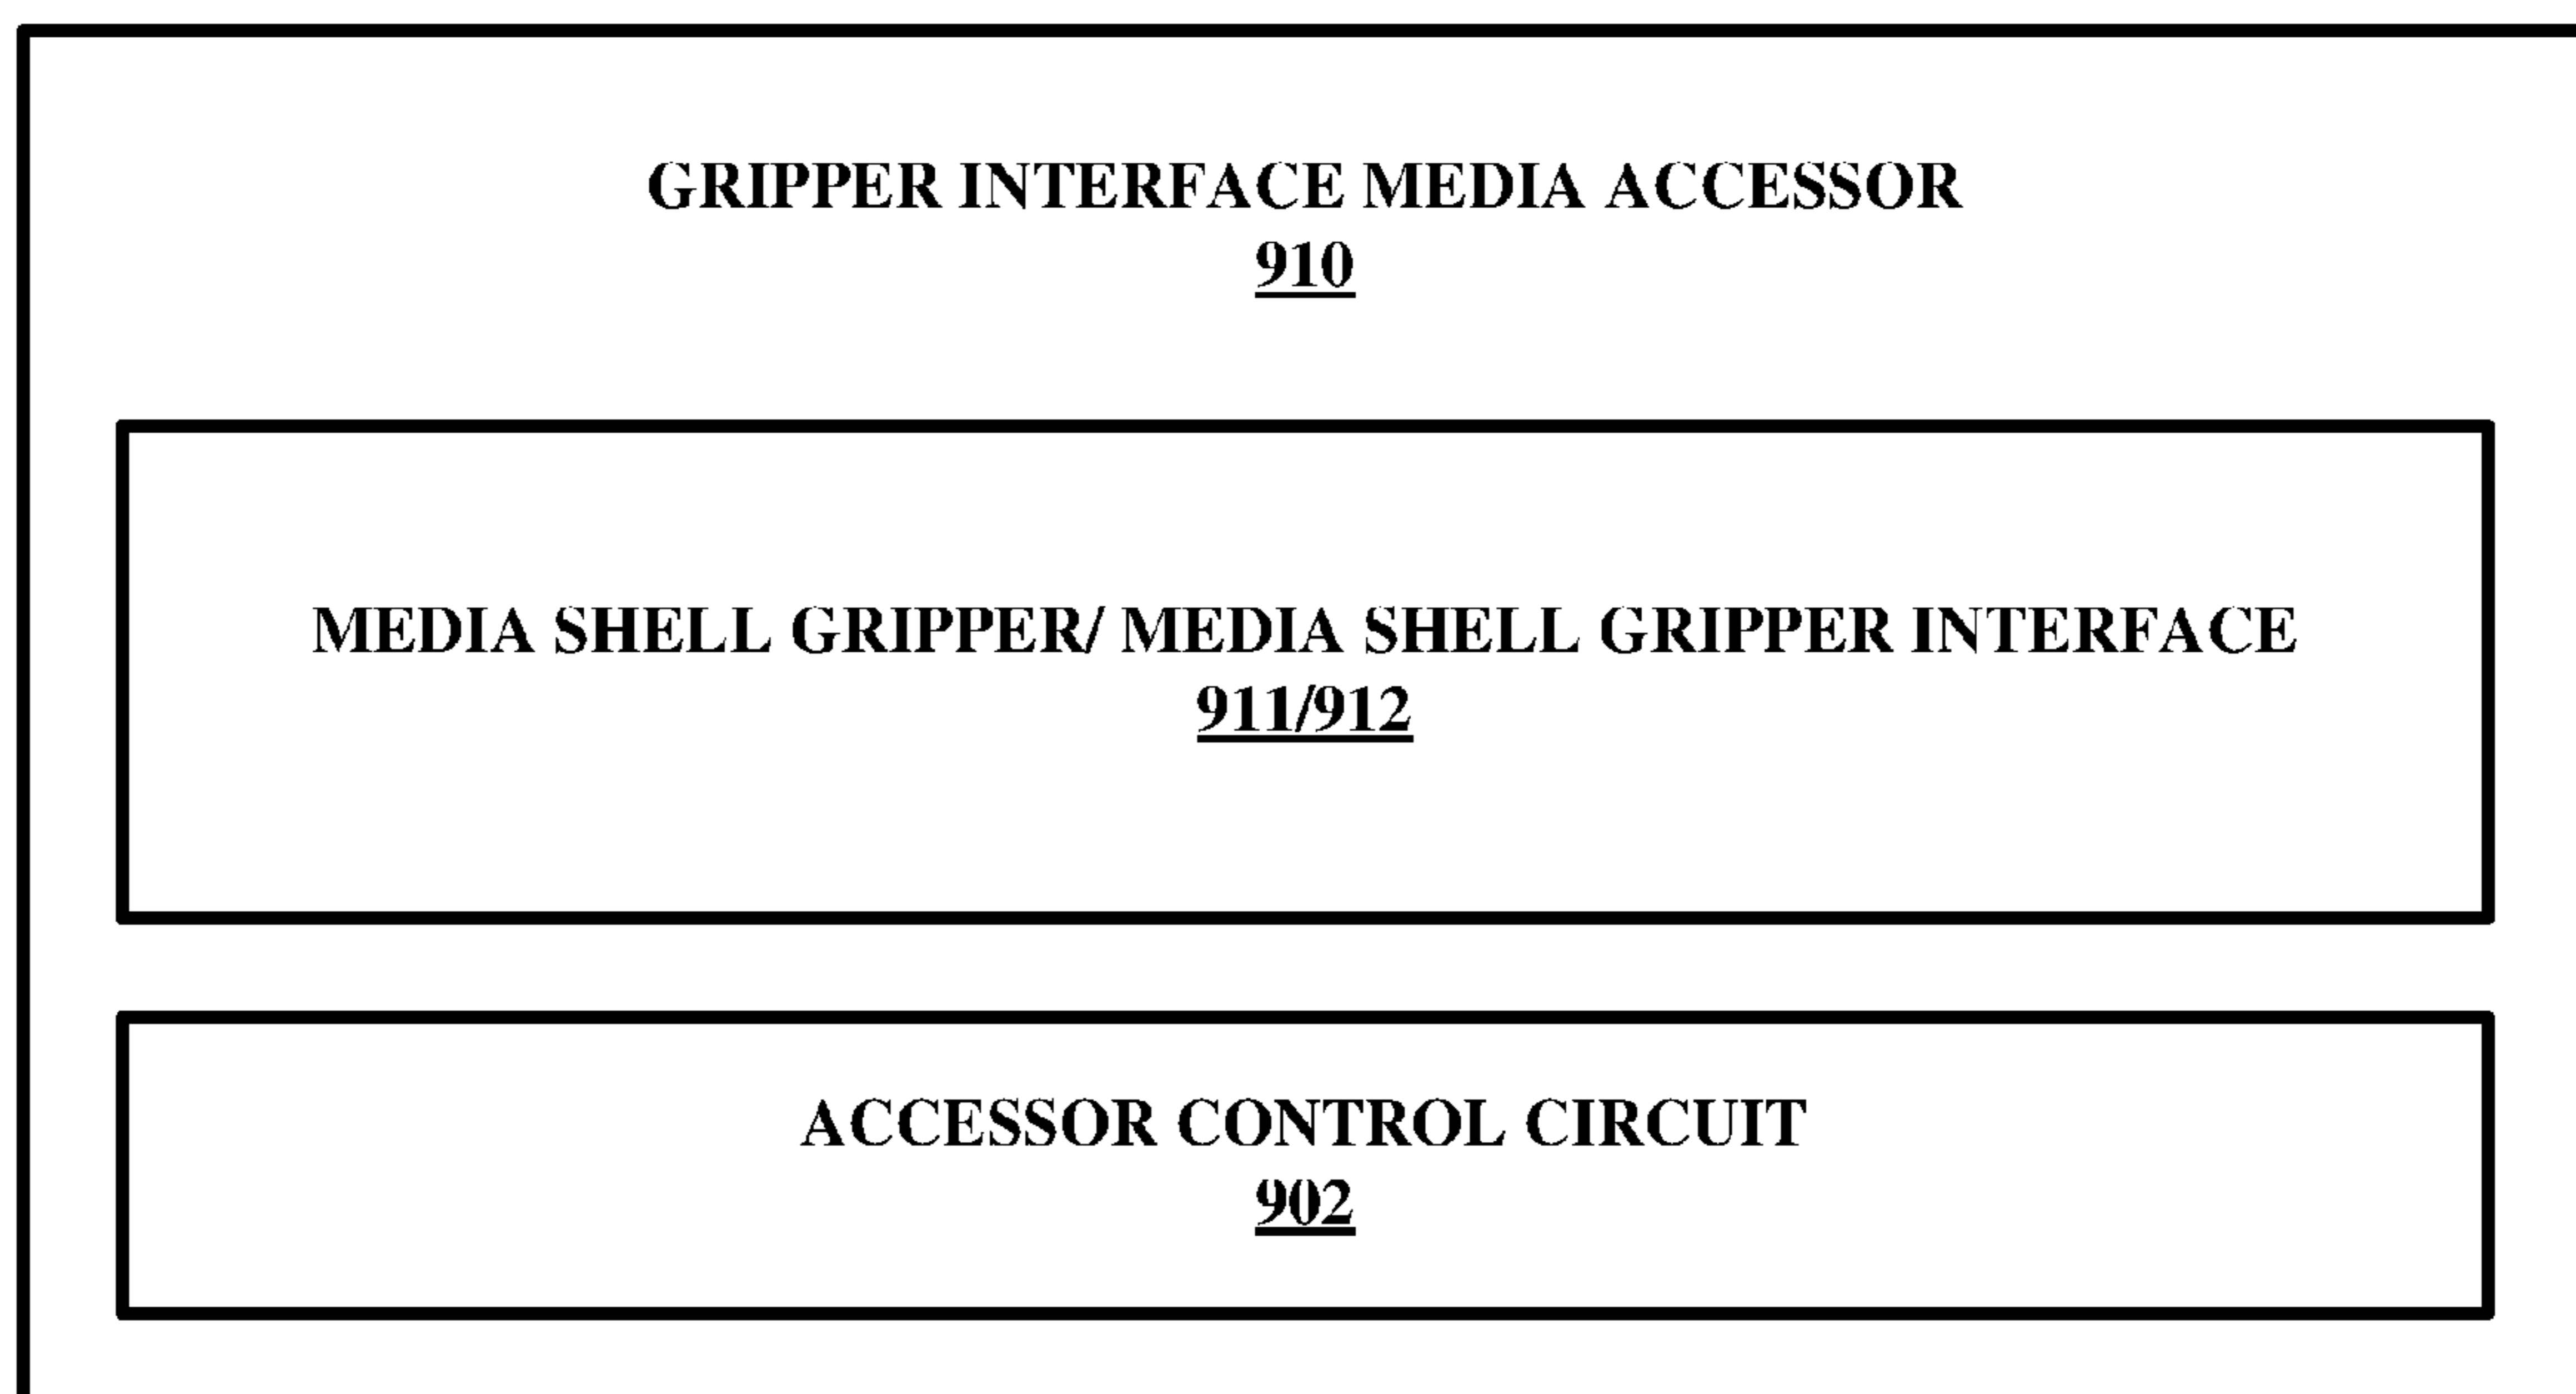 GRIPPER INTERFACE MEDIA ACCESSOR
910
MEDIA SHELL GRIPPER/ MEDIA SHELL GRIPPER INTERFACE
911/912
ACCESSOR CONTROL CIRCUIT
902